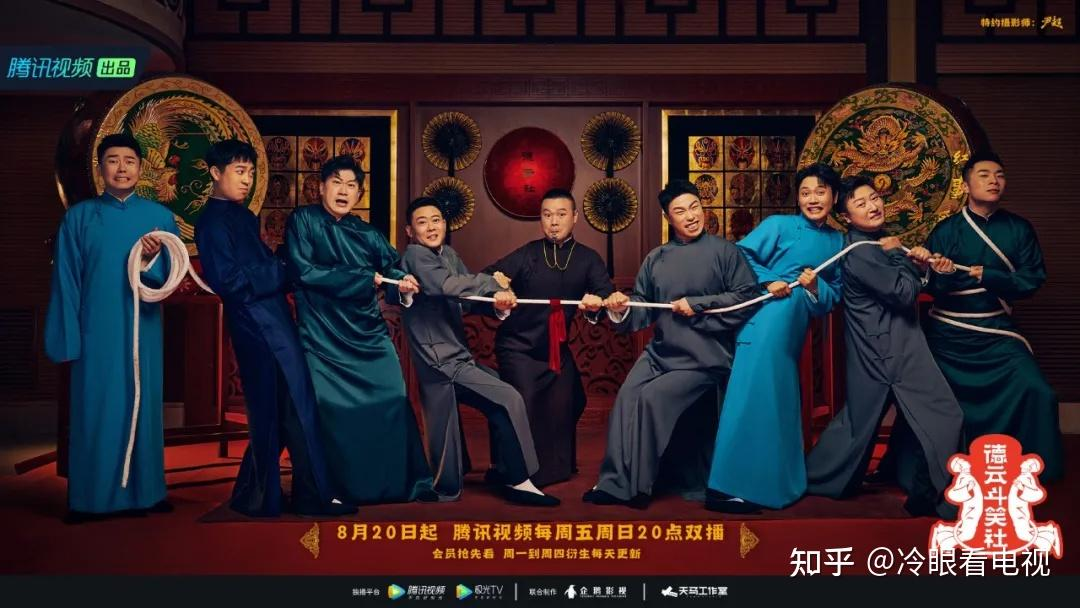 特约摄影师：尹超
腾讯视频 出品
德云社
德云斗笑社
8月20日起 腾讯视频每周五周日20点双播
会员抢先看 周一到周四衍生每天更新
知乎 @冷眼看电视
独播平台 腾讯视频 极光TV 联合制作 企鹅影视 天马工作室